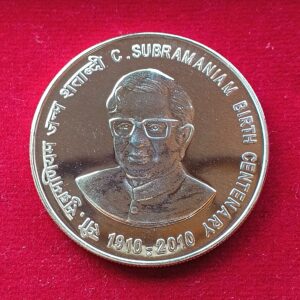 सी. सुब्रमण्यम जन्म शताब्दी
C. SUBRAMANIAM BIRTH CENTENARY
1910-2010